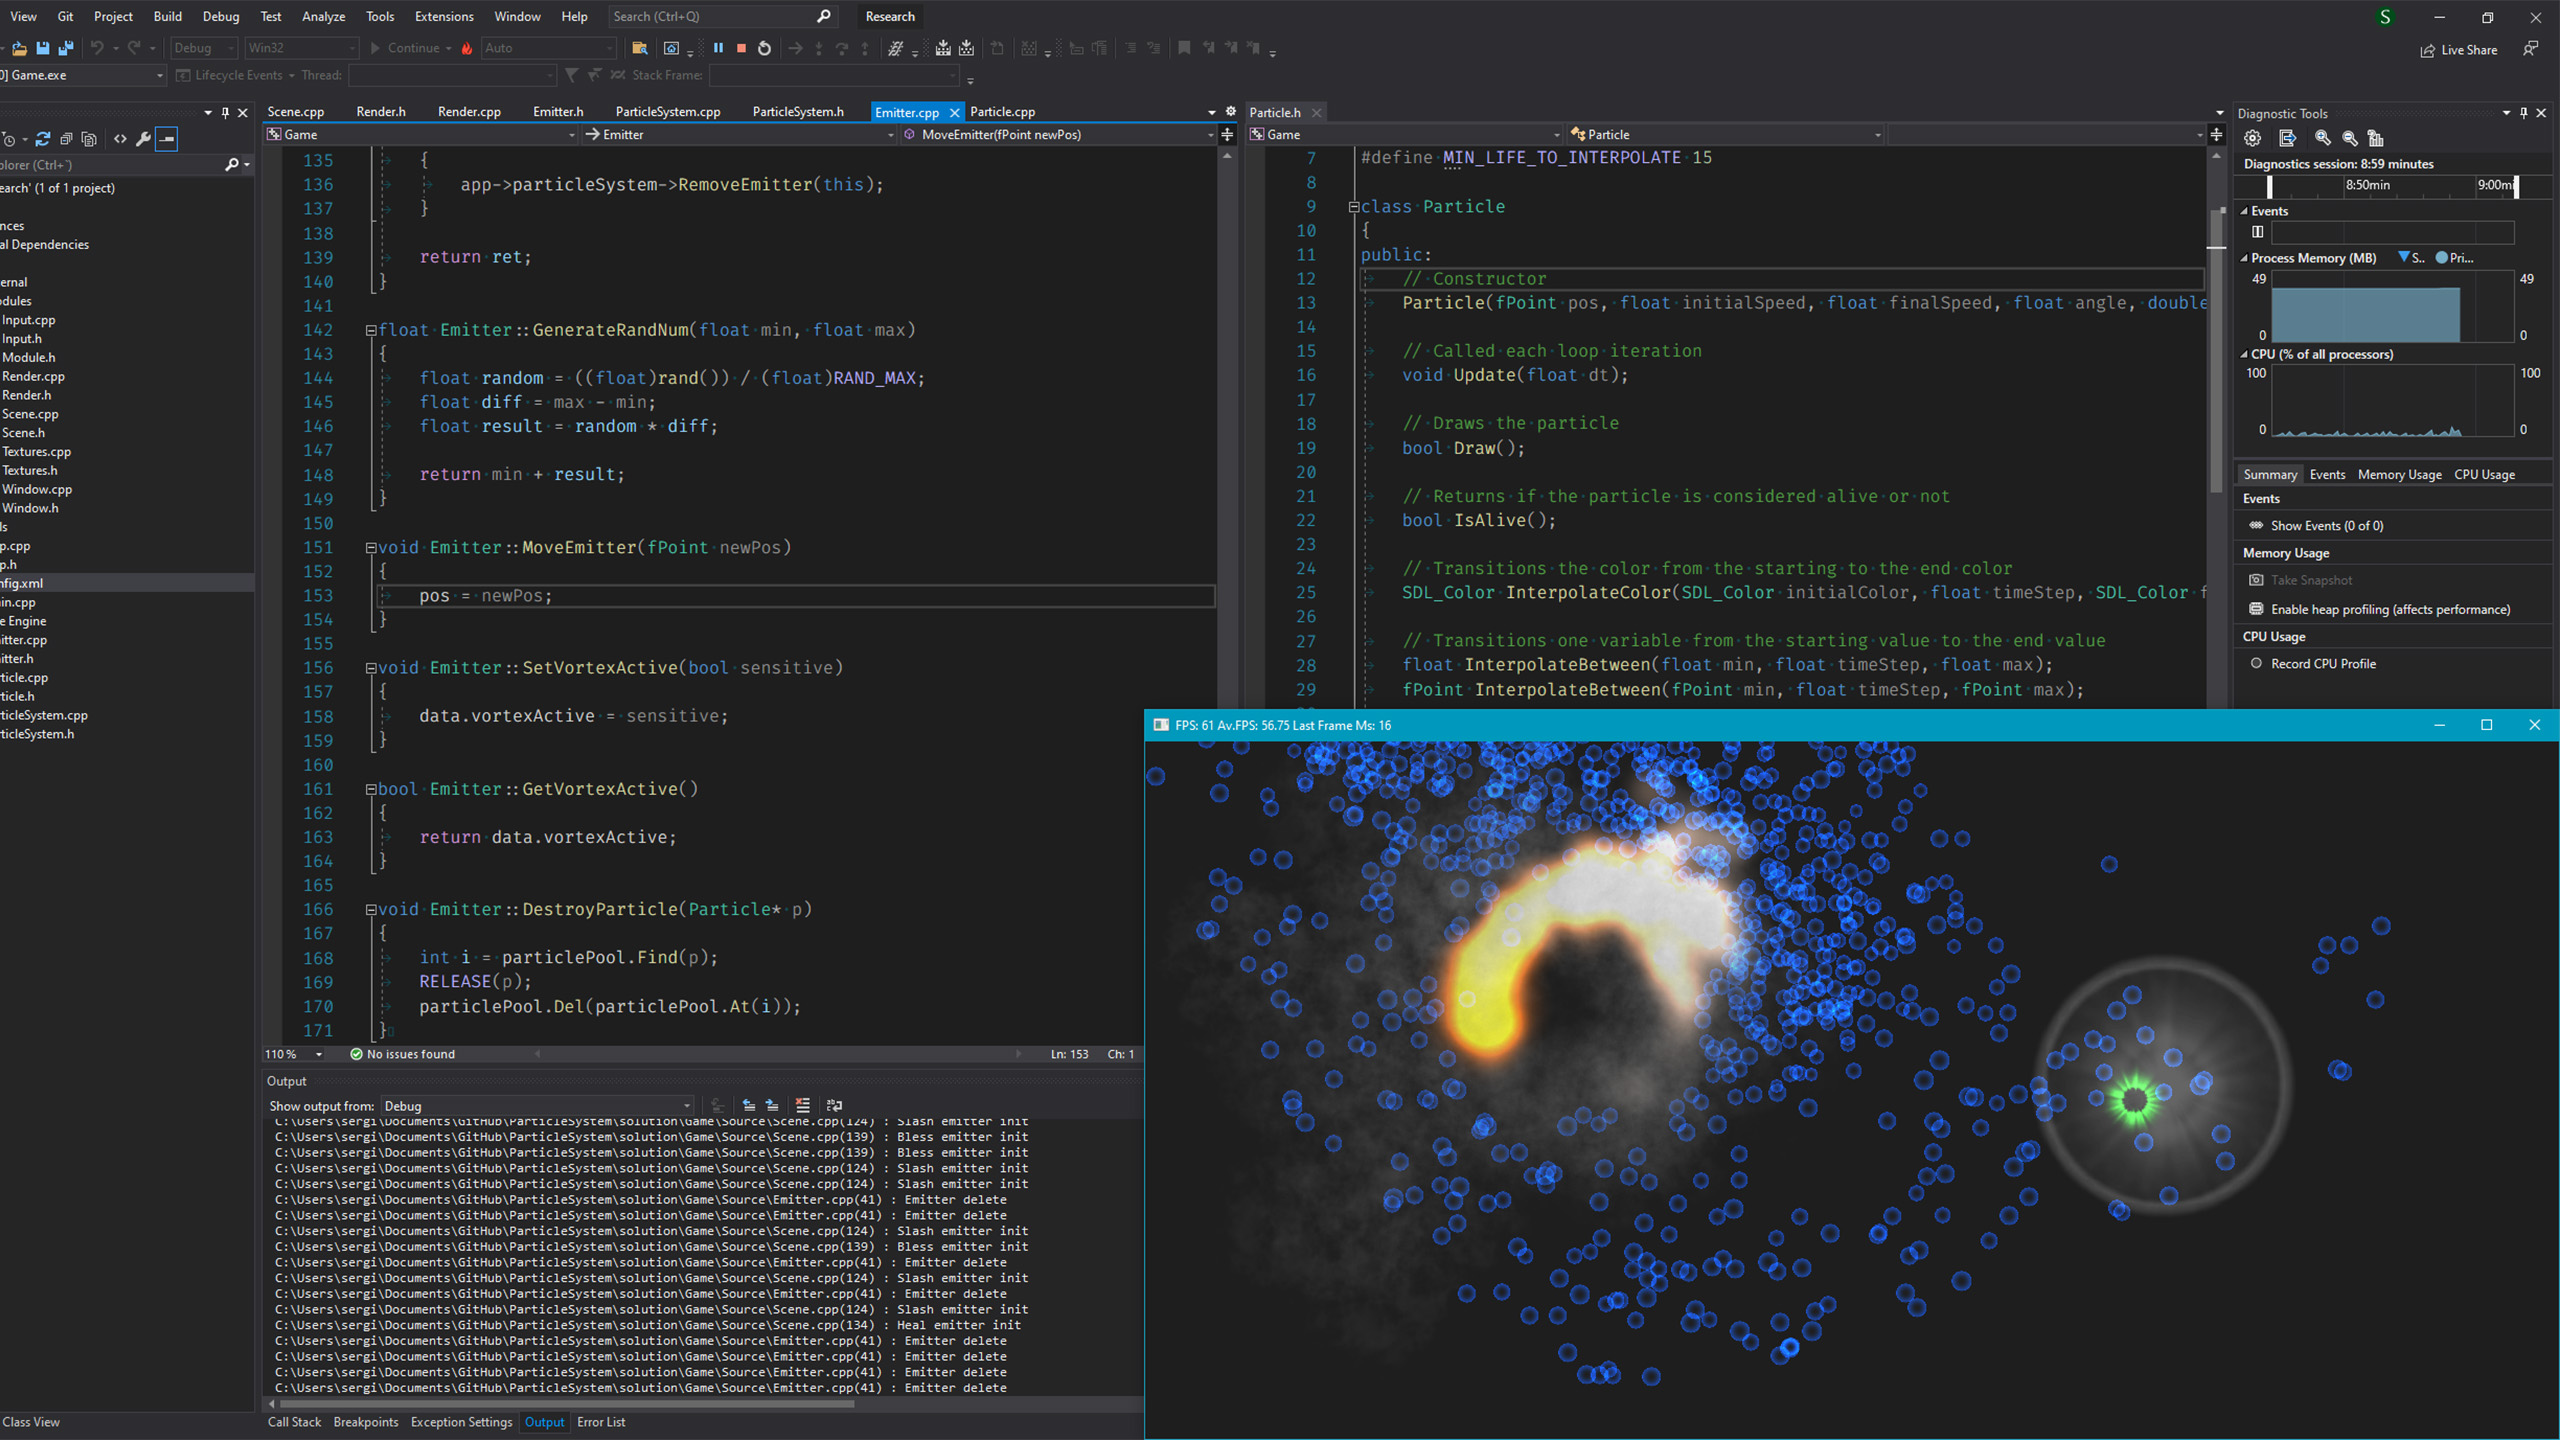 View Git Project Build Debug Test Analyze Tools Extensions Window Help Search (Ctrl+Q) Research S
Debug Win32 Continue Auto Live Share
0] Game.exe Lifecycle Events Thread: Stack Frame:
Scene.cpp Render.h Render.cpp Emitter.h ParticleSystem.cpp ParticleSystem.h Emitter.cpp Particle.cpp
Game Emitter MoveEmitter(fPoint newPos)
plorer (Ctrl+¨)
earch' (1 of 1 project)
nces
al Dependencies
ernal
dules
Input.cpp
Input.h
Module.h
Render.cpp
Render.h
Scene.cpp
Scene.h
Textures.cpp
Textures.h
Window.cpp
Window.h
ls
p.cpp
p.h
nfig.xml
ain.cpp
e Engine
itter.cpp
itter.h
rticle.cpp
rticle.h
rticleSystem.cpp
rticleSystem.h
Class View
135 {
136 app->particleSystem->RemoveEmitter(this);
137 }
138
139 return ret;
140 }
141
142 float Emitter::GenerateRandNum(float min, float max)
143 {
144 float random = ((float)rand()) / (float)RAND_MAX;
145 float diff = max - min;
146 float result = random * diff;
147
148 return min + result;
149 }
150
151 void Emitter::MoveEmitter(fPoint newPos)
152 {
153 pos = newPos;
154 }
155
156 void Emitter::SetVortexActive(bool sensitive)
157 {
158 data.vortexActive = sensitive;
159 }
160
161 bool Emitter::GetVortexActive()
162 {
163 return data.vortexActive;
164 }
165
166 void Emitter::DestroyParticle(Particle* p)
167 {
168 int i = particlePool.Find(p);
169 RELEASE(p);
170 particlePool.Del(particlePool.At(i));
171 }
110 % No issues found Ln: 153 Ch: 1
Output
Show output from: Debug
C:\Users\sergi\Documents\GitHub\ParticleSystem\solution\Game\Source\Scene.cpp(124) : Slash emitter init
C:\Users\sergi\Documents\GitHub\ParticleSystem\solution\Game\Source\Scene.cpp(139) : Bless emitter init
C:\Users\sergi\Documents\GitHub\ParticleSystem\solution\Game\Source\Scene.cpp(139) : Bless emitter init
C:\Users\sergi\Documents\GitHub\ParticleSystem\solution\Game\Source\Scene.cpp(124) : Slash emitter init
C:\Users\sergi\Documents\GitHub\ParticleSystem\solution\Game\Source\Scene.cpp(124) : Slash emitter init
C:\Users\sergi\Documents\GitHub\ParticleSystem\solution\Game\Source\Emitter.cpp(41) : Emitter delete
C:\Users\sergi\Documents\GitHub\ParticleSystem\solution\Game\Source\Emitter.cpp(41) : Emitter delete
C:\Users\sergi\Documents\GitHub\ParticleSystem\solution\Game\Source\Scene.cpp(124) : Slash emitter init
C:\Users\sergi\Documents\GitHub\ParticleSystem\solution\Game\Source\Scene.cpp(139) : Bless emitter init
C:\Users\sergi\Documents\GitHub\ParticleSystem\solution\Game\Source\Emitter.cpp(41) : Emitter delete
C:\Users\sergi\Documents\GitHub\ParticleSystem\solution\Game\Source\Scene.cpp(124) : Slash emitter init
C:\Users\sergi\Documents\GitHub\ParticleSystem\solution\Game\Source\Emitter.cpp(41) : Emitter delete
C:\Users\sergi\Documents\GitHub\ParticleSystem\solution\Game\Source\Scene.cpp(124) : Slash emitter init
C:\Users\sergi\Documents\GitHub\ParticleSystem\solution\Game\Source\Scene.cpp(134) : Heal emitter init
C:\Users\sergi\Documents\GitHub\ParticleSystem\solution\Game\Source\Emitter.cpp(41) : Emitter delete
C:\Users\sergi\Documents\GitHub\ParticleSystem\solution\Game\Source\Emitter.cpp(41) : Emitter delete
C:\Users\sergi\Documents\GitHub\ParticleSystem\solution\Game\Source\Emitter.cpp(41) : Emitter delete
C:\Users\sergi\Documents\GitHub\ParticleSystem\solution\Game\Source\Emitter.cpp(41) : Emitter delete
Call Stack Breakpoints Exception Settings Output Error List
Particle.h
Game Particle
7 #define MIN_LIFE_TO_INTERPOLATE 15
8
9 class Particle
10 {
11 public:
12 // Constructor
13 Particle(fPoint pos, float initialSpeed, float finalSpeed, float angle, double
14
15 // Called each loop iteration
16 void Update(float dt);
17
18 // Draws the particle
19 bool Draw();
20
21 // Returns if the particle is considered alive or not
22 bool IsAlive();
23
24 // Transitions the color from the starting to the end color
25 SDL_Color InterpolateColor(SDL_Color initialColor, float timeStep, SDL_Color f
26
27 // Transitions one variable from the starting value to the end value
28 float InterpolateBetween(float min, float timeStep, float max);
29 fPoint InterpolateBetween(fPoint min, float timeStep, fPoint max);
Diagnostic Tools
Diagnostics session: 8:59 minutes
8:50min 9:00mi
Events
Process Memory (MB) S.. Pri...
49 49
0 0
CPU (% of all processors)
100 100
0 0
Summary Events Memory Usage CPU Usage
Events
Show Events (0 of 0)
Memory Usage
Take Snapshot
Enable heap profiling (affects performance)
CPU Usage
Record CPU Profile
FPS: 61 Av.FPS: 56.75 Last Frame Ms: 16